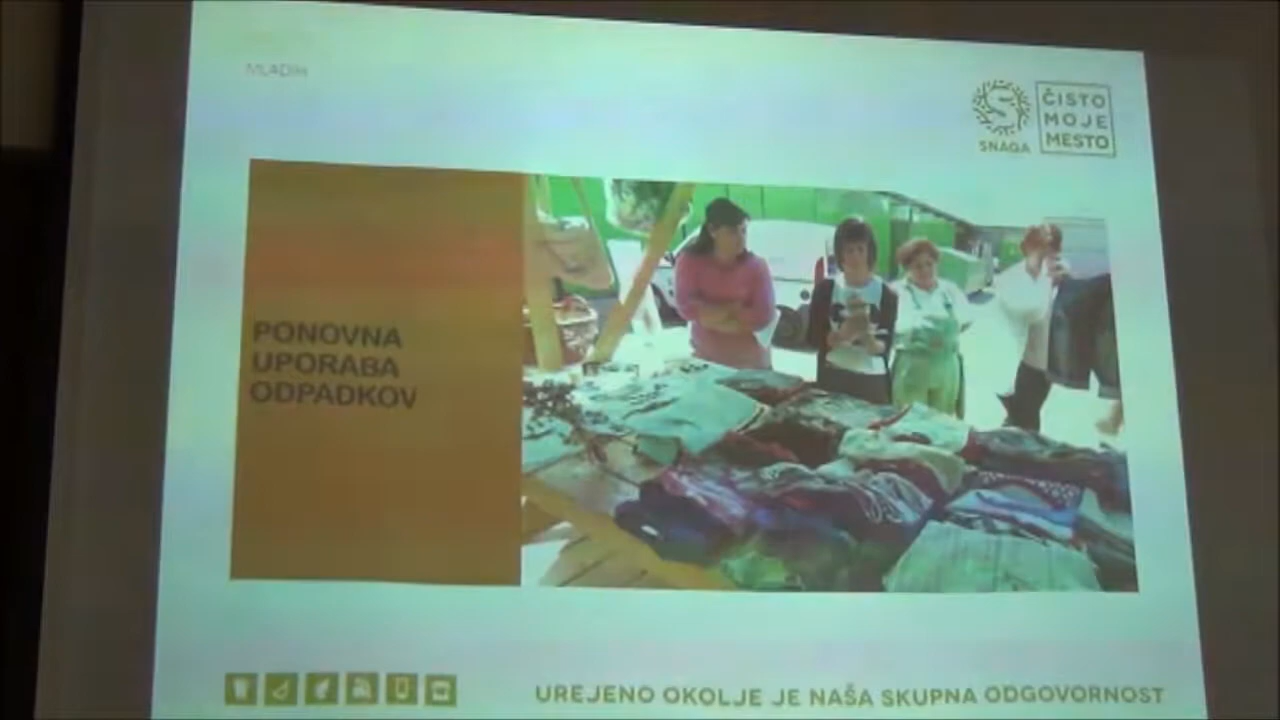 MLADIH
SNAGA
ČISTO
MOJE
MESTO
PONOVNA
UPORABA
ODPADKOV
UREJENO OKOLJE JE NAŠA SKUPNA ODGOVORNOST